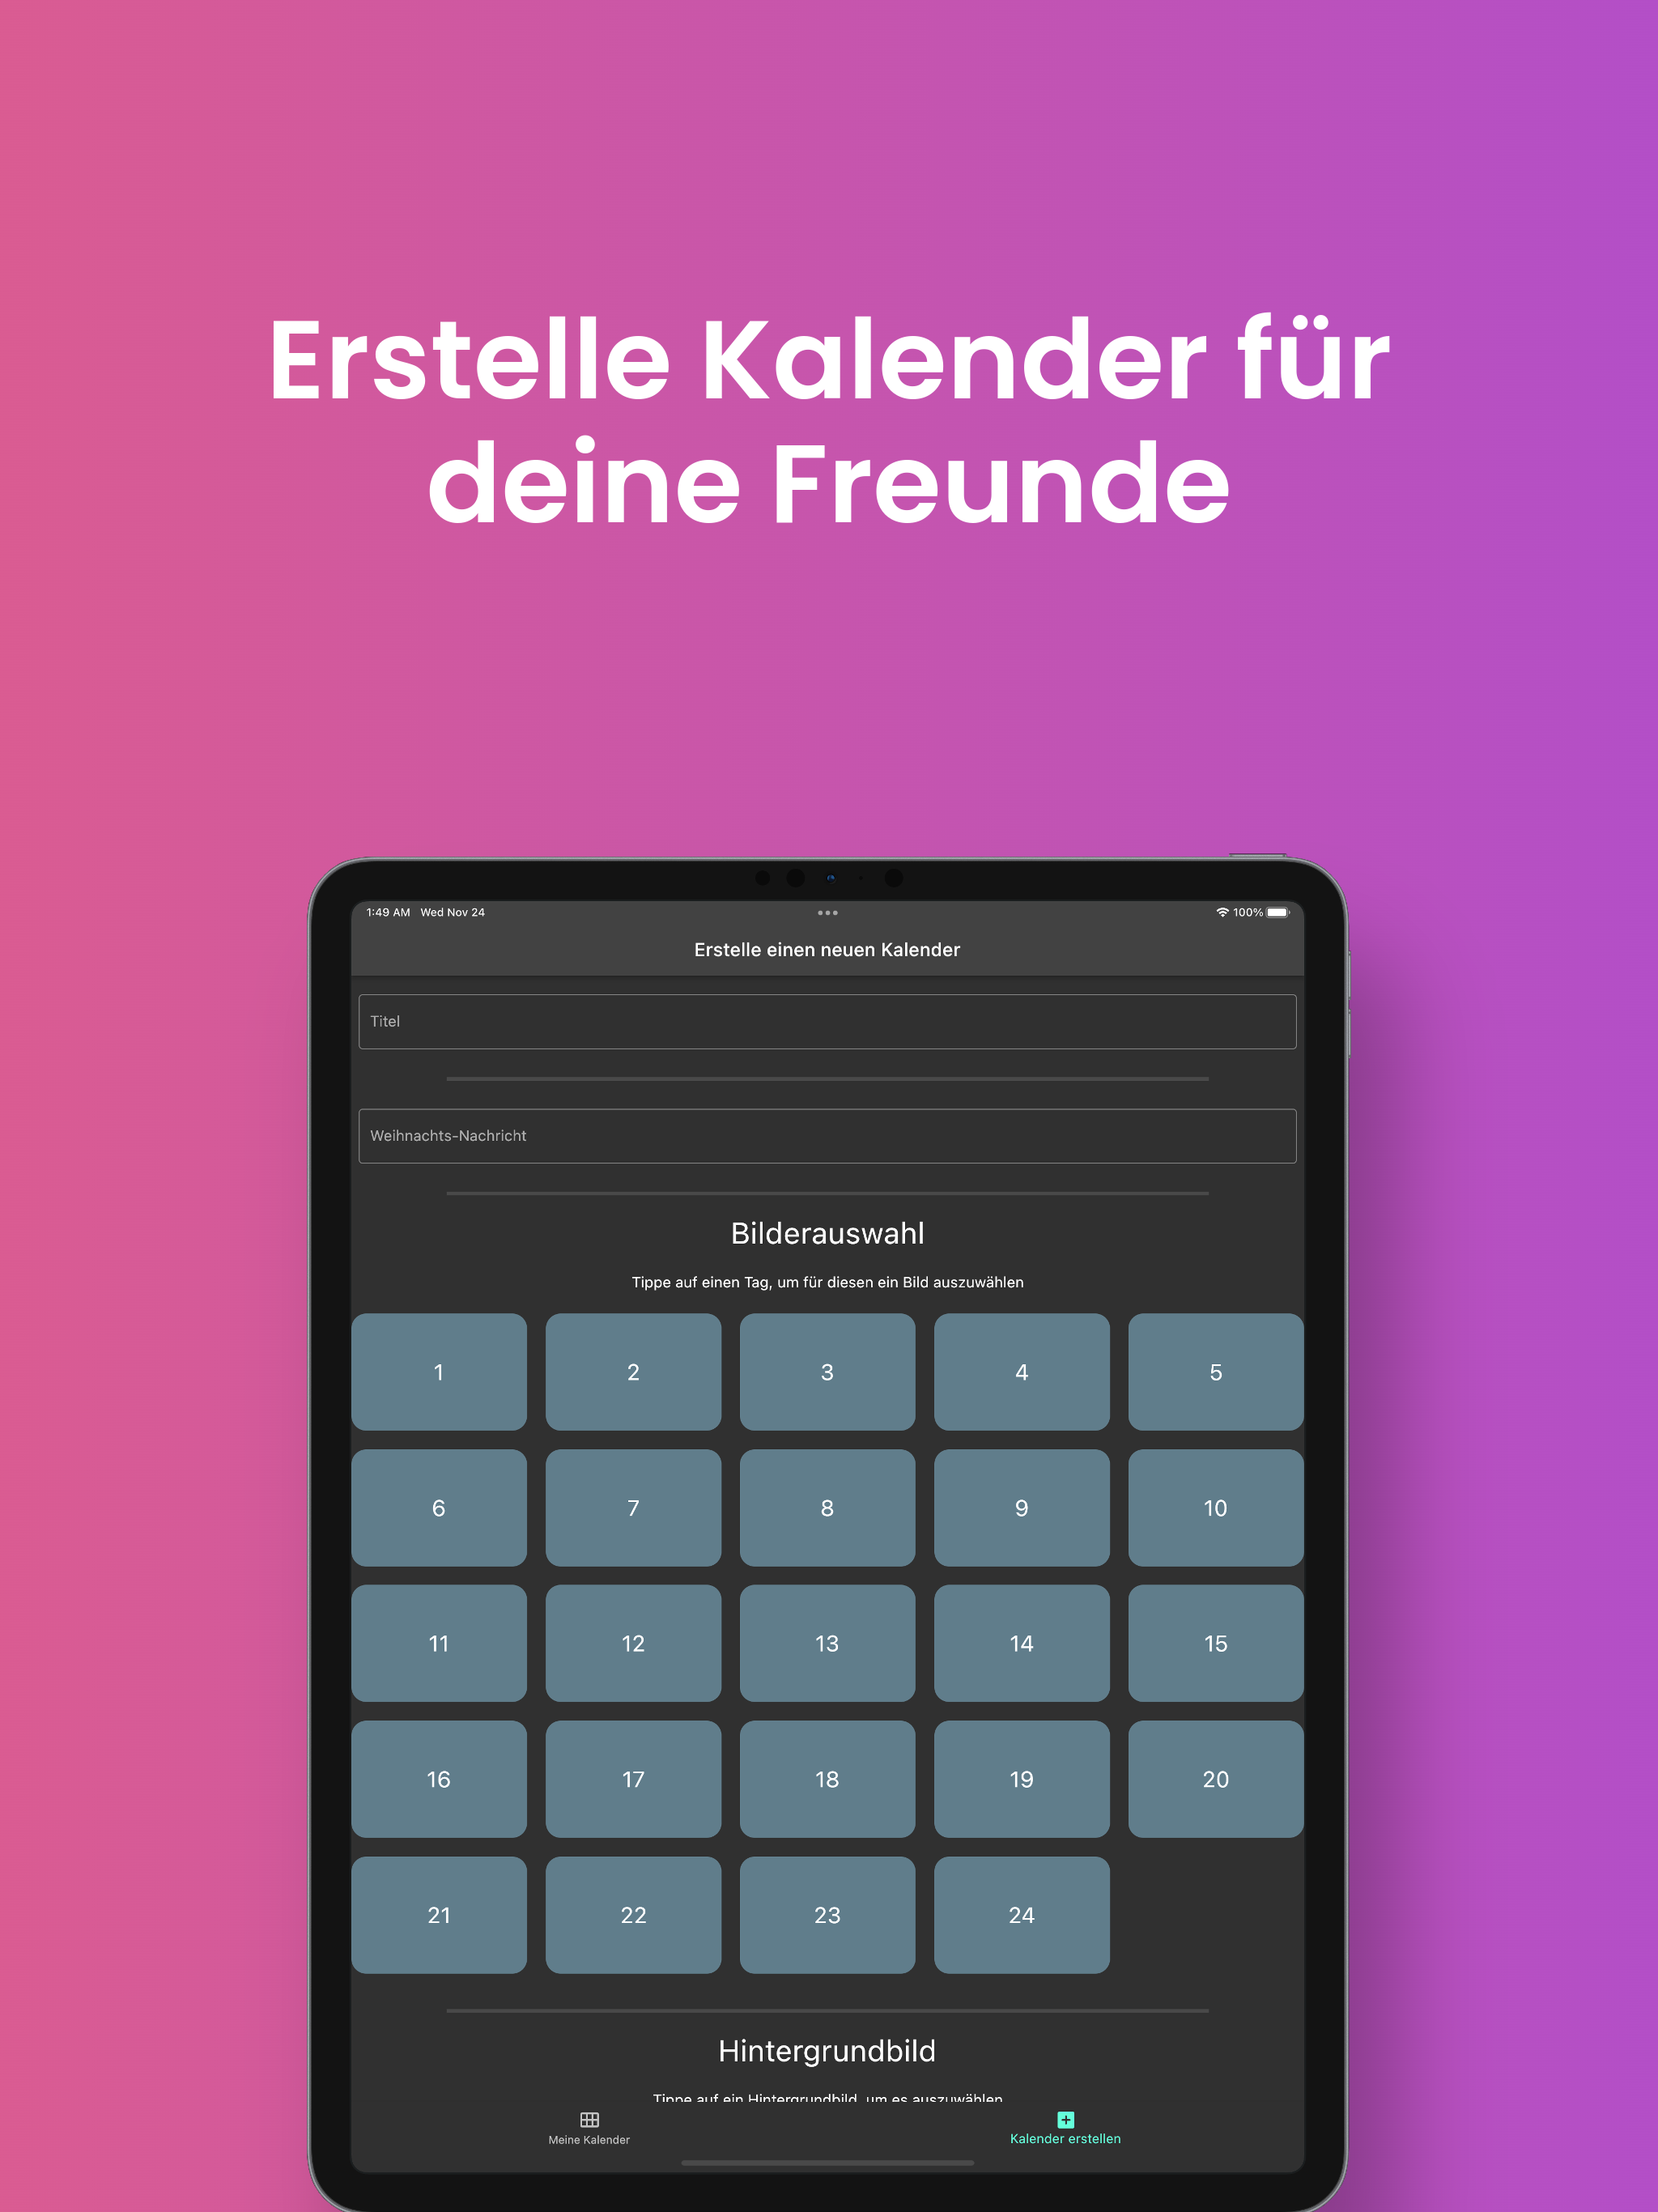 Erstelle Kalender für
deine Freunde
1:49 AM Wed Nov 24
100%
Erstelle einen neuen Kalender
Titel
Weihnachts-Nachricht
Bilderauswahl
Tippe auf einen Tag, um für diesen ein Bild auszuwählen
1 2 3 4 5
6 7 8 9 10
11 12 13 14 15
16 17 18 19 20
21 22 23 24
Hintergrundbild
Tippe auf ein Hintergrundbild, um es auszuwählen
Meine Kalender
Kalender erstellen